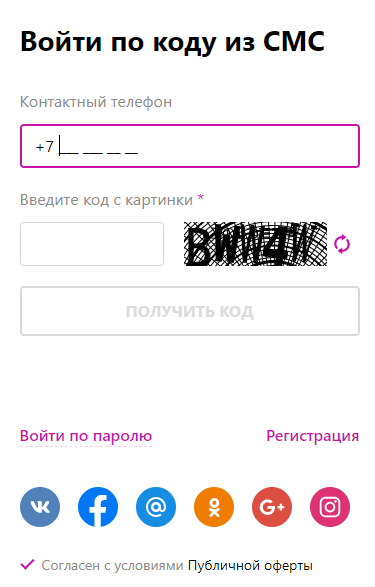 Войти по коду из СМС
Контактный телефон
+7 ___ ___ __ __
Введите код с картинки *
ПОЛУЧИТЬ КОД
Войти по паролю
Регистрация
Согласен с условиями Публичной оферты